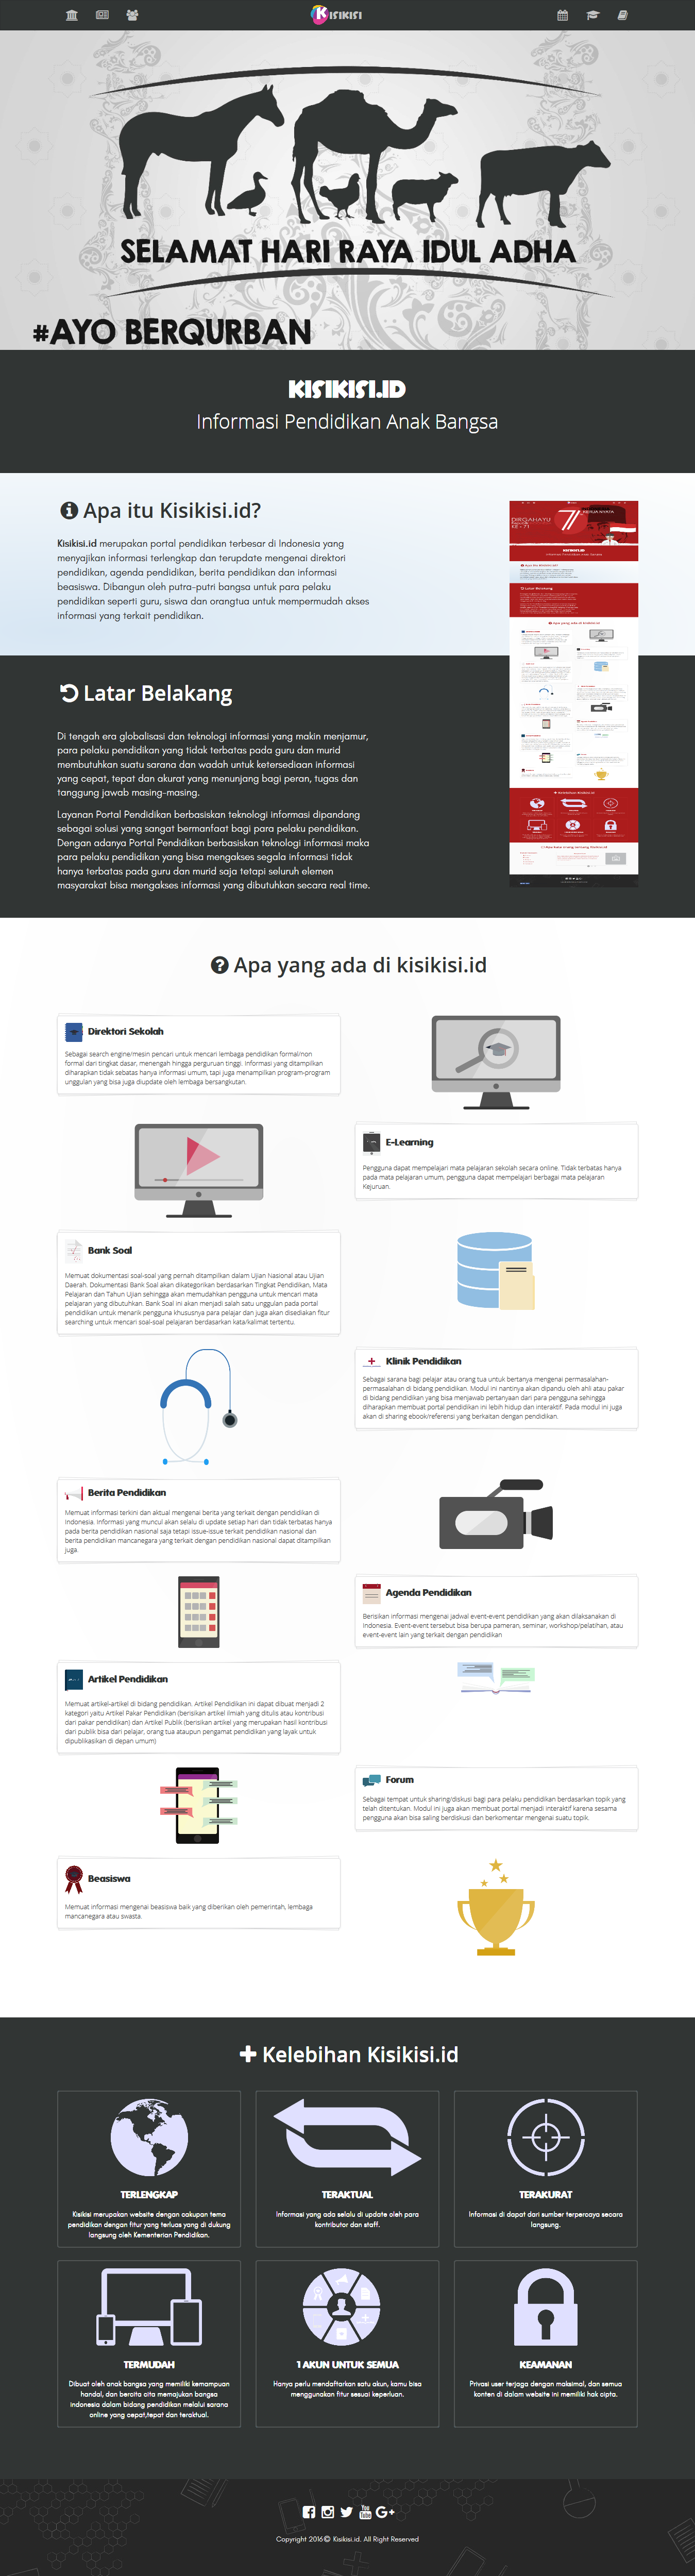 KISIKISI
SELAMAT HARI RAYA IDUL ADHA
#AYO BERQURBAN
KISIKISI.ID
Informasi Pendidikan Anak Bangsa
Apa itu Kisikisi.id?
Kisikisi.id merupakan portal pendidikan terbesar di Indonesia yang
menyajikan informasi terlengkap dan terupdate mengenai direktori
pendidikan, agenda pendidikan, berita pendidikan dan informasi
beasiswa. Dibangun oleh putra-putri bangsa untuk para pelaku
pendidikan seperti guru, siswa dan orangtua untuk mempermudah akses
informasi yang terkait pendidikan.
Latar Belakang
Di tengah era globalisasi dan teknologi informasi yang makin menjamur,
para pelaku pendidikan yang tidak terbatas pada guru dan murid
membutuhkan suatu sarana dan wadah untuk ketersediaan informasi
yang cepat, tepat dan akurat yang menunjang bagi peran, tugas dan
tanggung jawab masing-masing.
Layanan Portal Pendidikan berbasiskan teknologi informasi dipandang
sebagai solusi yang sangat bermanfaat bagi para pelaku pendidikan.
Dengan adanya Portal Pendidikan berbasiskan teknologi informasi maka
para pelaku pendidikan yang bisa mengakses segala informasi tidak
hanya terbatas pada guru dan murid saja tetapi seluruh elemen
masyarakat bisa mengakses informasi yang dibutuhkan secara real time.
Apa yang ada di kisikisi.id
Direktori Sekolah
Sebagai search engine/mesin pencari untuk mencari lembaga pendidikan formal/non
formal dari tingkat dasar, menengah hingga perguruan tinggi. Informasi yang ditampilkan
diharapkan tidak sebatas hanya informasi umum, tapi juga menampilkan program-program
unggulan yang bisa juga diupdate oleh lembaga bersangkutan.
E-Learning
Pengguna dapat mempelajari mata pelajaran sekolah secara online. Tidak terbatas hanya
pada mata pelajaran umum, pengguna dapat mempelajari berbagai mata pelajaran
Kejuruan.
Bank Soal
Memuat dokumentasi soal-soal yang pernah ditampilkan dalam Ujian Nasional atau Ujian
Daerah. Dokumentasi Bank Soal akan dikategorikan berdasarkan Tingkat Pendidikan, Mata
Pelajaran dan Tahun Ujian sehingga akan memudahkan pengguna untuk mencari mata
pelajaran yang dibutuhkan. Bank Soal ini akan menjadi salah satu unggulan pada portal
pendidikan untuk menarik pengguna khususnya para pelajar dan juga akan disediakan fitur
searching untuk mencari soal-soal pelajaran berdasarkan kata/kalimat tertentu.
Klinik Pendidikan
Sebagai sarana bagi pelajar atau orang tua untuk bertanya mengenai permasalahan-
permasalahan di bidang pendidikan. Modul ini nantinya akan dipandu oleh ahli atau pakar
di bidang pendidikan yang bisa menjawab pertanyaan dari para pengguna sehingga
diharapkan membuat portal pendidikan ini lebih hidup dan interaktif. Pada modul ini juga
akan di sharing ebook/referensi yang berkaitan dengan pendidikan.
Berita Pendidikan
Memuat informasi terkini dan aktual mengenai berita yang terkait dengan pendidikan di
Indonesia. Informasi yang muncul akan selalu di update setiap hari dan tidak terbatas hanya
pada berita pendidikan nasional saja tetapi issue-issue terkait pendidikan nasional dan
berita pendidikan mancanegara yang terkait dengan pendidikan nasional dapat ditampilkan
juga.
Agenda Pendidikan
Berisikan informasi mengenai jadwal event-event pendidikan yang akan dilaksanakan di
Indonesia. Event-event tersebut bisa berupa pameran, seminar, workshop/pelatihan, atau
event-event lain yang terkait dengan pendidikan
Artikel Pendidikan
Memuat artikel-artikel di bidang pendidikan. Artikel Pendidikan ini dapat dibuat menjadi 2
kategori yaitu Artikel Pakar Pendidikan (berisikan artikel ilmiah yang ditulis atau kontribusi
dari pakar pendidikan) dan Artikel Publik (berisikan artikel yang merupakan hasil kontribusi
dari publik bisa dari pelajar, orang tua ataupun pengamat pendidikan yang layak untuk
dipublikasikan di depan umum)
Forum
Sebagai tempat untuk sharing/diskusi bagi para pelaku pendidikan berdasarkan topik yang
telah ditentukan. Modul ini juga akan membuat portal menjadi interaktif karena sesama
pengguna akan bisa saling berdiskusi dan berkomentar mengenai suatu topik.
Beasiswa
Memuat informasi mengenai beasiswa baik yang diberikan oleh pemerintah, lembaga
mancanegara atau swasta.
Kelebihan Kisikisi.id
TERLENGKAP
Kisikisi merupakan website dengan cakupan tema
pendidikan dengan fitur yang terluas yang di dukung
langsung oleh Kementerian Pendidikan.
TERAKTUAL
Informasi yang ada selalu di update oleh para
kontributor dan staff.
TERAKURAT
Informasi di dapat dari sumber terpercaya secara
langsung.
TERMUDAH
Dibuat oleh anak bangsa yang memiliki kemampuan
handal, dan bercita cita memajukan bangsa
indonesia dalam bidang pendidikan melalui sarana
online yang cepat,tepat dan teraktual.
1 AKUN UNTUK SEMUA
Hanya perlu mendaftarkan satu akun, kamu bisa
menggunakan fitur sesuai keperluan.
KEAMANAN
Privasi user terjaga dengan maksimal, dan semua
konten di dalam website ini memiliki hak cipta.
You Tube G+
Copyright 2016 © Kisikisi.id. All Right Reserved